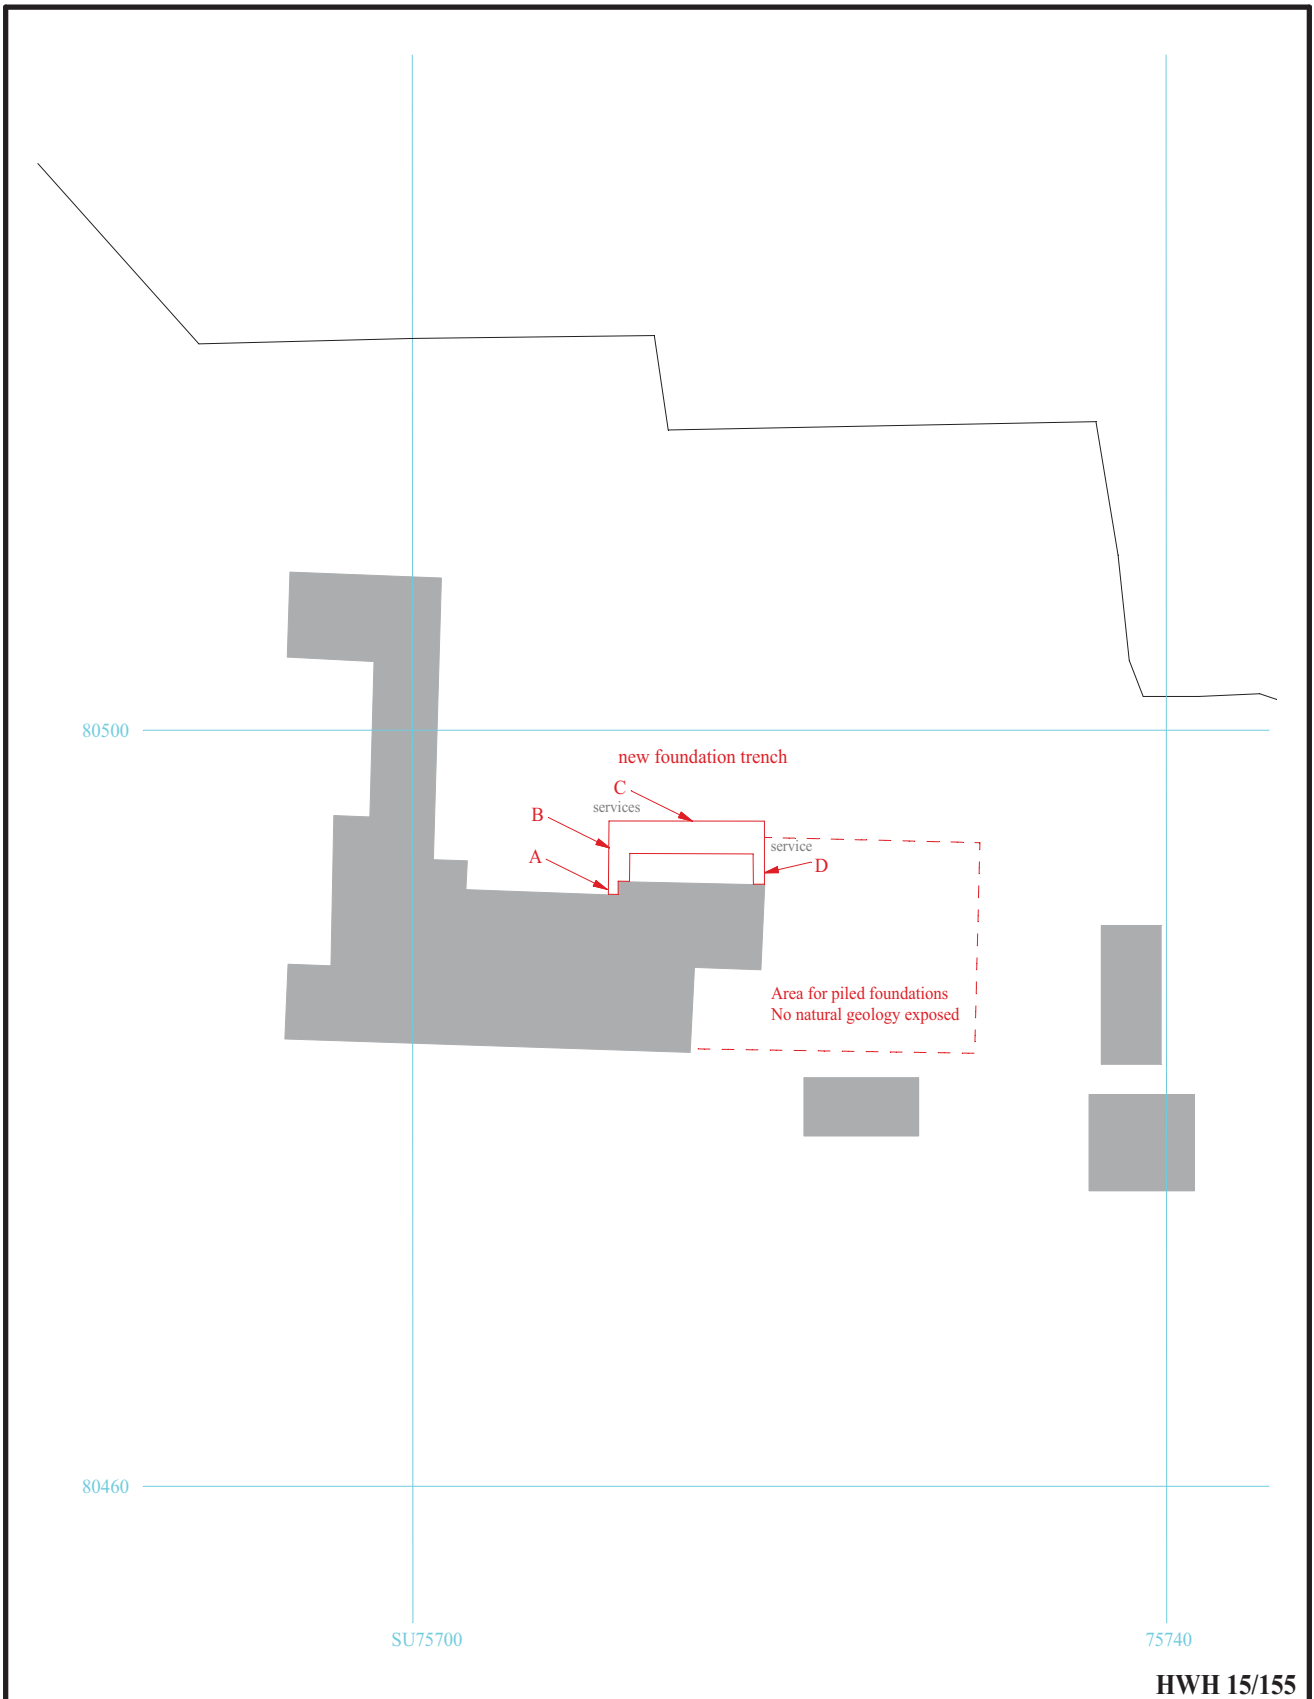 80500
new foundation trench
C
services
B
service
A
D
Area for piled foundations
No natural geology exposed
80460
SU75700
75740
HWH 15/155